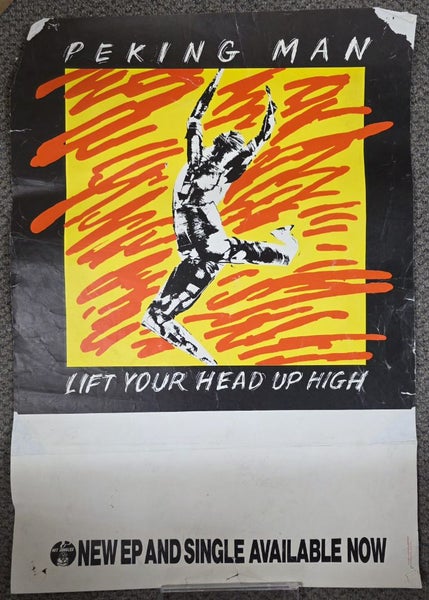 PEKING MAN
LIFT YOUR HEAD UP HIGH
NEW EP AND SINGLE AVAILABLE NOW